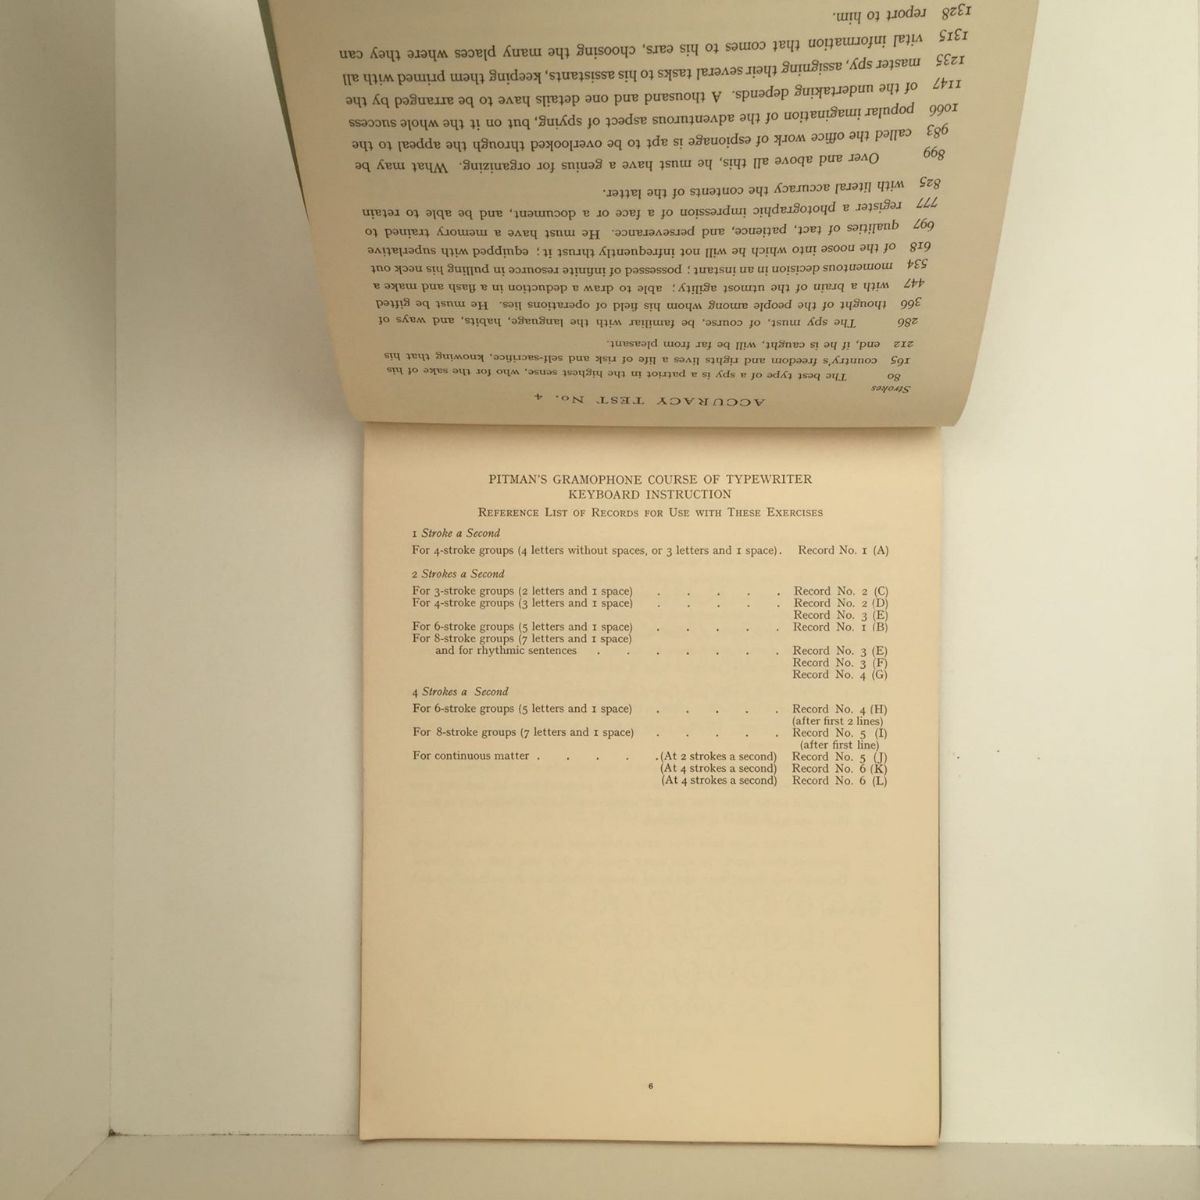 ACCURACY TEST No. 4
Strokes
80 The best type of a spy is a patriot in the highest sense, who for the sake of his
165 country's freedom and rights lives a life of risk and self-sacrifice, knowing that his
212 end, if he is caught, will be far from pleasant.
286 The spy must, of course, be familiar with the language, habits, and ways of
366 thought of the people among whom his field of operations lies. He must be gifted
447 with a brain of the utmost agility; able to draw a deduction in a flash and make a
534 momentous decision in an instant; possessed of infinite resource in pulling his neck out
618 of the noose into which he will not infrequently thrust it; equipped with superlative
697 qualities of tact, patience, and perseverance. He must have a memory trained to
777 register a photographic impression of a face or a document, and be able to retain
825 with literal accuracy the contents of the latter.
899 Over and above all this, he must have a genius for organizing. What may be
983 called the office work of espionage is apt to be overlooked through the appeal to the
1066 popular imagination of the adventurous aspect of spying, but on it the whole success
1147 of the undertaking depends. A thousand and one details have to be arranged by the
1235 master spy, assigning their several tasks to his assistants, keeping them primed with all
1315 vital information that comes to his ears, choosing the many places where they can
1328 report to him.
PITMAN'S GRAMOPHONE COURSE OF TYPEWRITER
KEYBOARD INSTRUCTION
REFERENCE LIST OF RECORDS FOR USE WITH THESE EXERCISES
1 Stroke a Second
For 4-stroke groups (4 letters without spaces, or 3 letters and 1 space). Record No. 1 (A)
2 Strokes a Second
For 3-stroke groups (2 letters and 1 space) . . . . . Record No. 2 (C)
For 4-stroke groups (3 letters and 1 space) . . . . . Record No. 2 (D)
Record No. 3 (E)
For 6-stroke groups (5 letters and 1 space) . . . . . Record No. 1 (B)
For 8-stroke groups (7 letters and 1 space)
and for rhythmic sentences . . . . . . . Record No. 3 (E)
Record No. 3 (F)
Record No. 4 (G)
4 Strokes a Second
For 6-stroke groups (5 letters and 1 space) . . . . . Record No. 4 (H)
(after first 2 lines)
For 8-stroke groups (7 letters and 1 space) . . . . . Record No. 5 (I)
(after first line)
For continuous matter . . . . . (At 2 strokes a second) Record No. 5 (J)
(At 4 strokes a second) Record No. 6 (K)
(At 4 strokes a second) Record No. 6 (L)
6